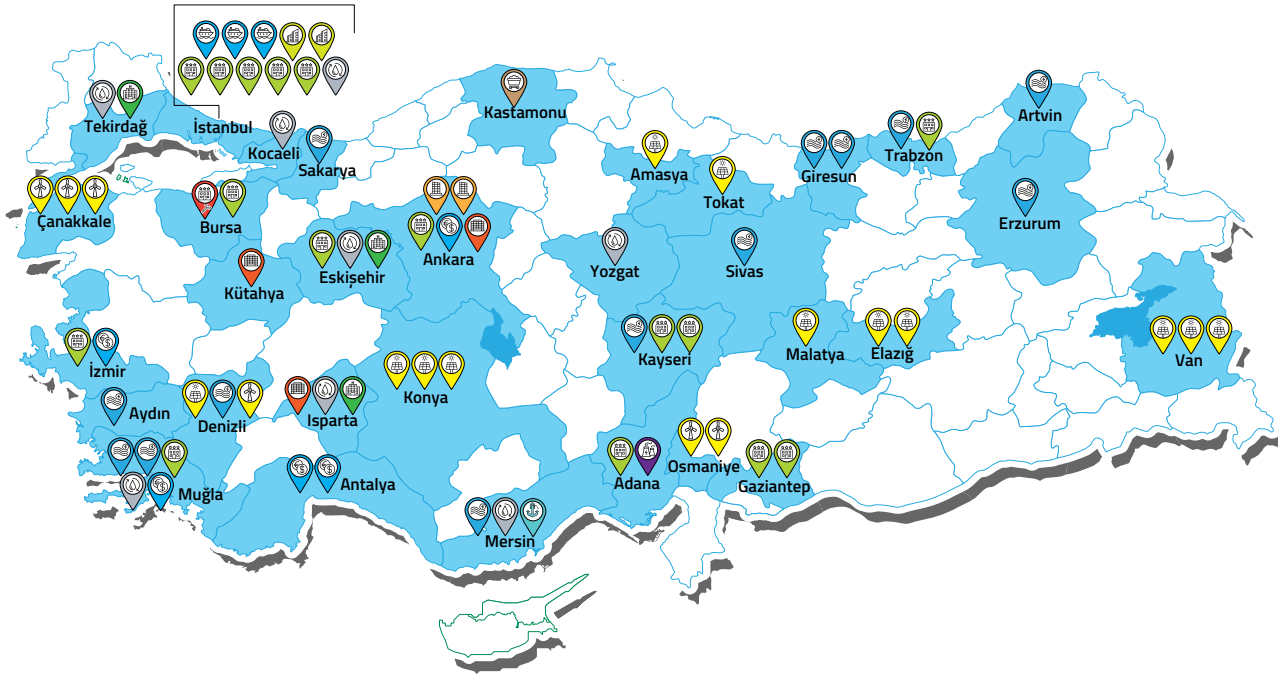 Kastamonu
Artvin
Tekirdağ
İstanbul
Kocaeli
Sakarya
Trabzon
Amasya
Giresun
Tokat
Çanakkale
Bursa
Erzurum
Ankara
Eskişehir
Yozgat
Sivas
Kütahya
Kayseri
Malatya
Elazığ
Van
İzmir
Konya
Aydın
Denizli
Isparta
Osmaniye
Adana
Gaziantep
Antalya
Muğla
Mersin